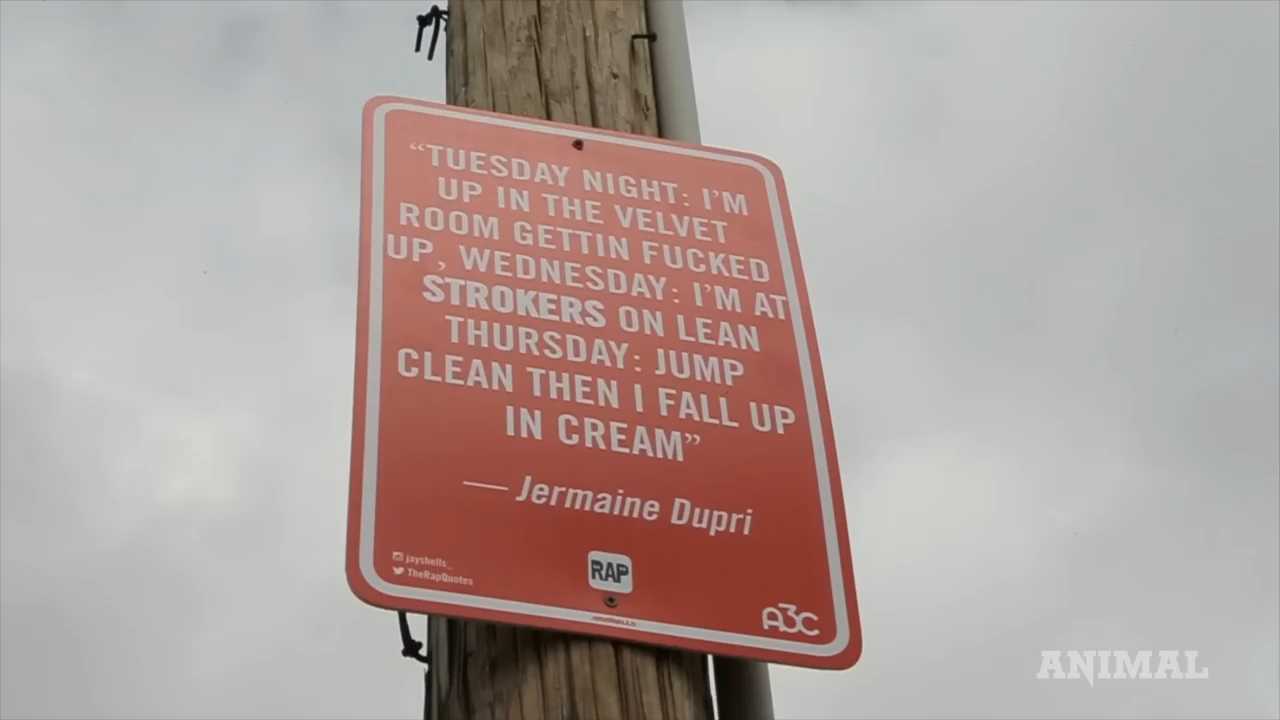 “TUESDAY NIGHT: I’M
UP IN THE VELVET
ROOM GETTIN FUCKED
UP, WEDNESDAY: I’M AT
STROKERS ON LEAN
THURSDAY: JUMP
CLEAN THEN I FALL UP
IN CREAM”
— Jermaine Dupri
jayshells_
TheRapQuotes
RAP
A3C
ANIMAL